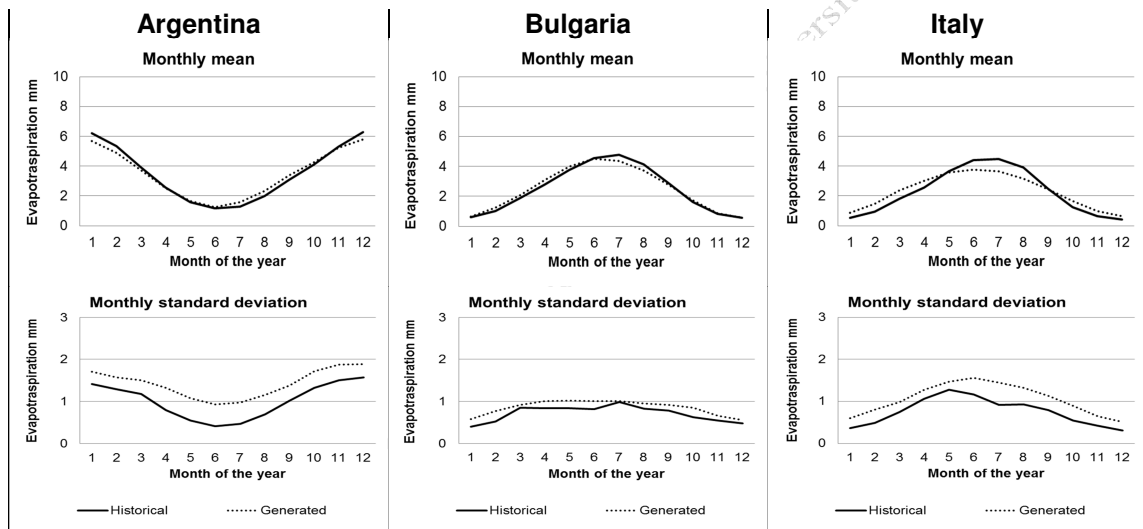 Argentina
Monthly mean
Evapotraspiration mm
10
8
6
4
2
0
1 2 3 4 5 6 7 8 9 10 11 12
Month of the year
Monthly standard deviation
Evapotraspiration mm
3
2
1
0
1 2 3 4 5 6 7 8 9 10 11 12
Month of the year
Historical Generated
Bulgaria
Monthly mean
Evapotraspiration mm
10
8
6
4
2
0
1 2 3 4 5 6 7 8 9 10 11 12
Month of the year
Monthly standard deviation
Evapotraspiration mm
3
2
1
0
1 2 3 4 5 6 7 8 9 10 11 12
Month of the year
Historical Generated
Italy
Monthly mean
Evapotraspiration mm
10
8
6
4
2
0
1 2 3 4 5 6 7 8 9 10 11 12
Month of the year
Monthly standard deviation
Evapotraspiration mm
3
2
1
0
1 2 3 4 5 6 7 8 9 10 11 12
Month of the year
Historical Generated